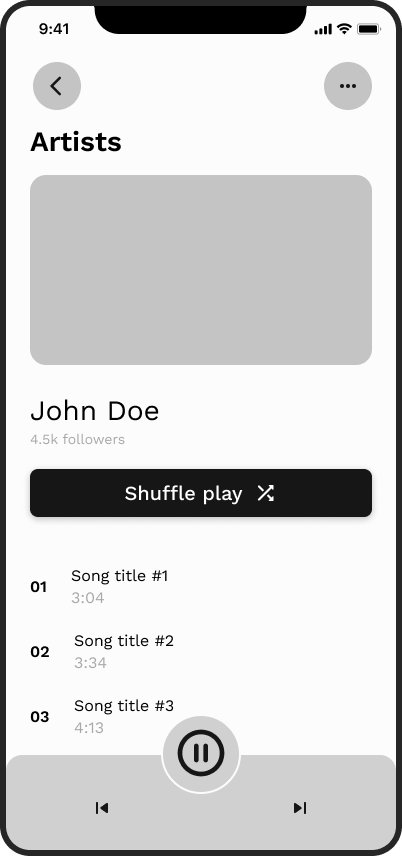 9:41
Artists
John Doe
4.5k followers
Shuffle play
01 Song title #1
3:04
02 Song title #2
3:34
03 Song title #3
4:13